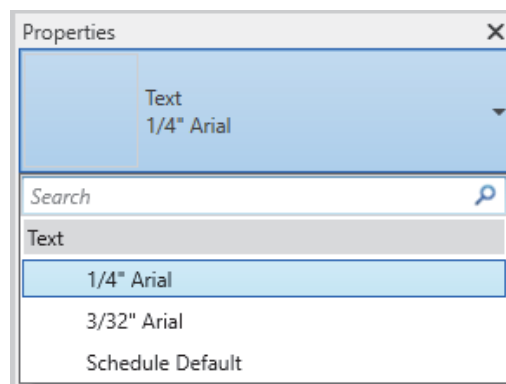 Properties
Text
1/4" Arial
Search
Text
1/4" Arial
3/32" Arial
Schedule Default